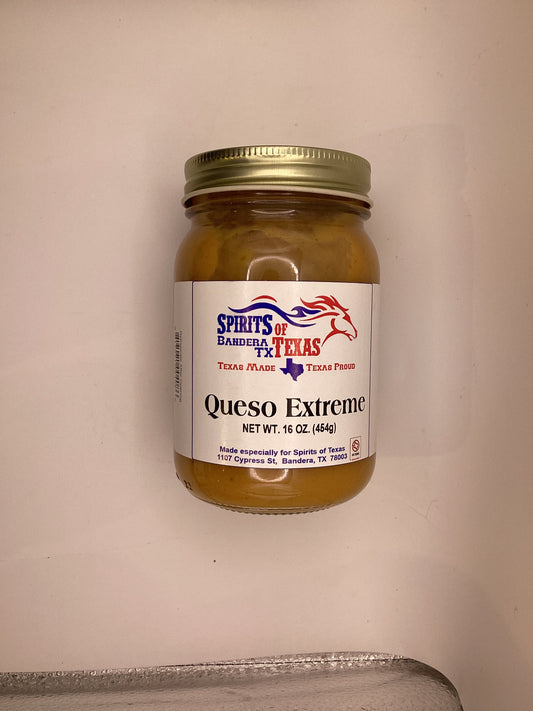 SPIRITS OF
BANDERA TEXAS
TX
TEXAS MADE TEXAS PROUD
Queso Extreme
NET WT. 16 OZ. (454g)
Made especially for Spirits of Texas
1107 Cypress St, Bandera, TX 78003